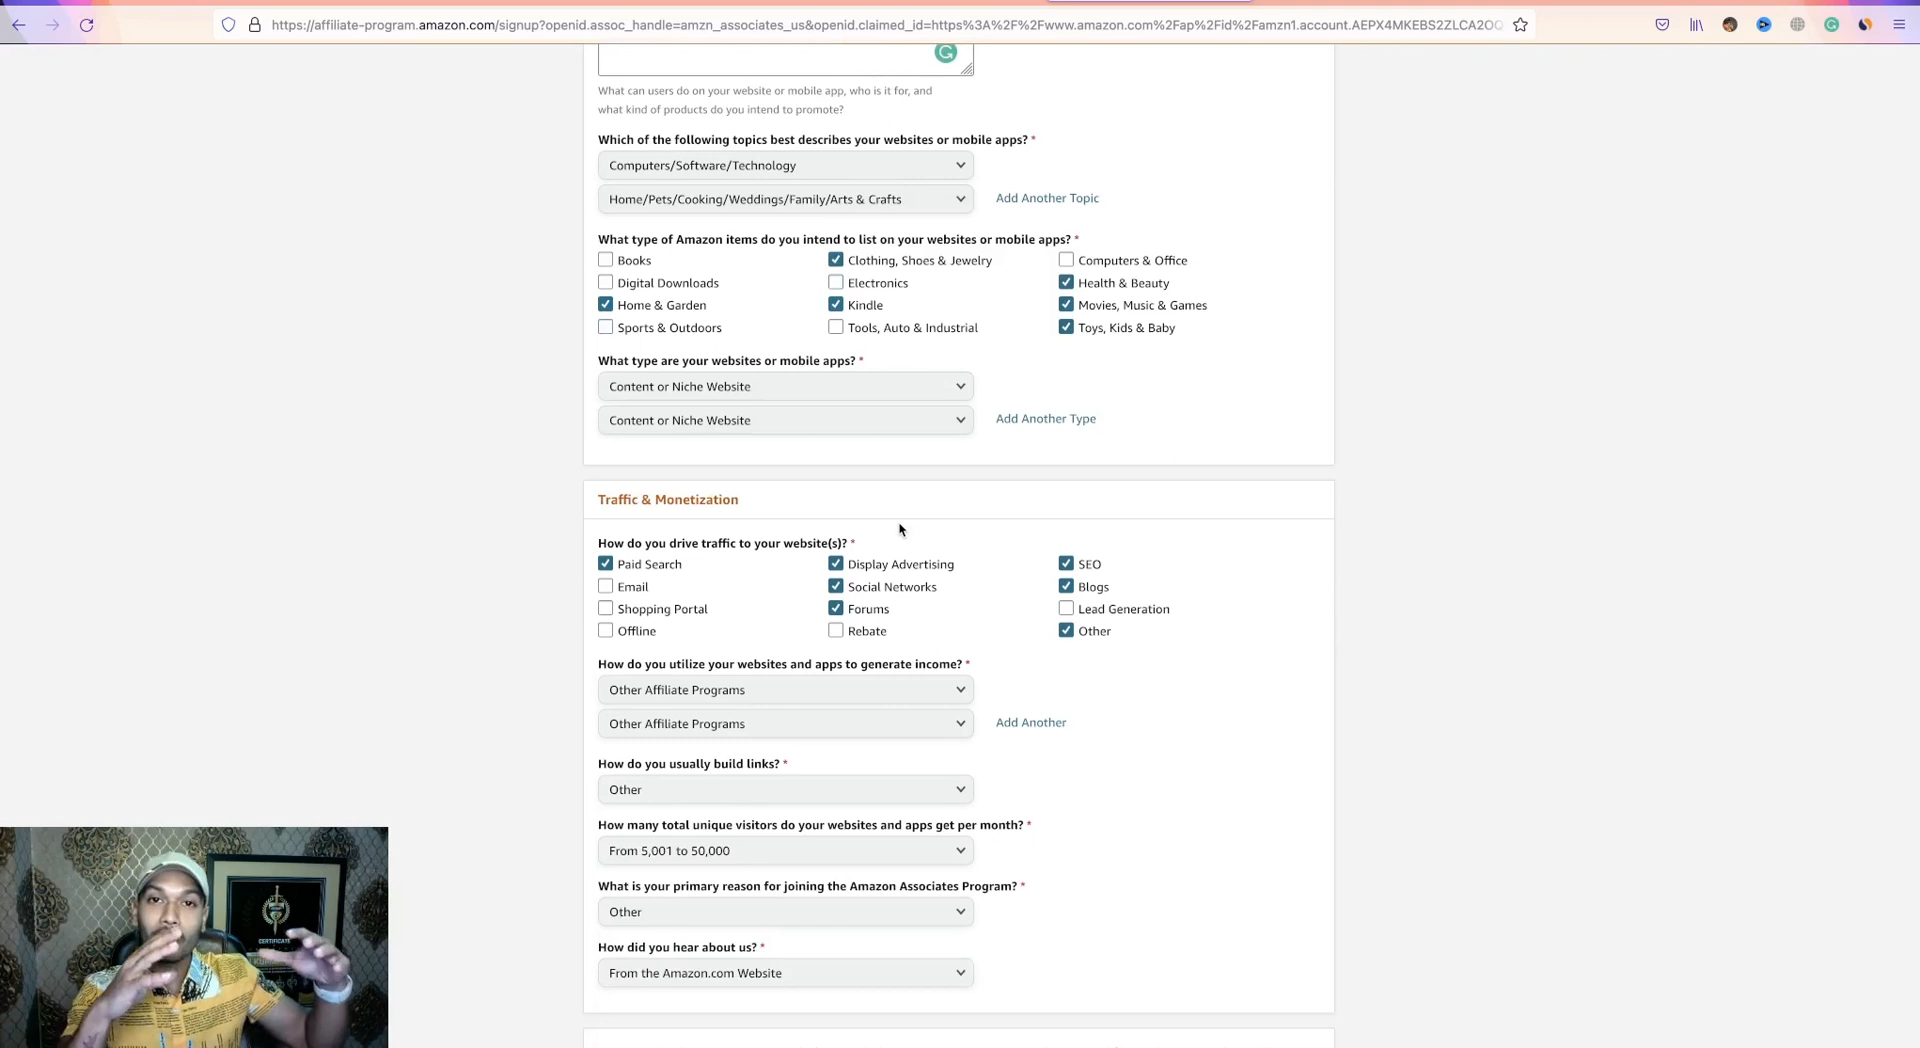 https://affiliate-program.amazon.com/signup?openid.assoc_handle=amzn_associates_us&openid.claimed_id=https%3A%2F%2Fwww.amazon.com%2Fap%2Fid%2Famzn1.account.AEPX4MKEBS2ZLCA2OO
What can users do on your website or mobile app, who is it for, and
what kind of products do you intend to promote?
Which of the following topics best describes your websites or mobile apps? *
Computers/Software/Technology
Home/Pets/Cooking/Weddings/Family/Arts & Crafts Add Another Topic
What type of Amazon items do you intend to list on your websites or mobile apps? *
Books Clothing, Shoes & Jewelry Computers & Office
Digital Downloads Electronics Health & Beauty
Home & Garden Kindle Movies, Music & Games
Sports & Outdoors Tools, Auto & Industrial Toys, Kids & Baby
What type are your websites or mobile apps? *
Content or Niche Website
Content or Niche Website Add Another Type
Traffic & Monetization
How do you drive traffic to your website(s)? *
Paid Search Display Advertising SEO
Email Social Networks Blogs
Shopping Portal Forums Lead Generation
Offline Rebate Other
How do you utilize your websites and apps to generate income? *
Other Affiliate Programs
Other Affiliate Programs Add Another
How do you usually build links? *
Other
How many total unique visitors do your websites and apps get per month? *
From 5,001 to 50,000
What is your primary reason for joining the Amazon Associates Program? *
Other
How did you hear about us? *
From the Amazon.com Website
CERTIFICATE